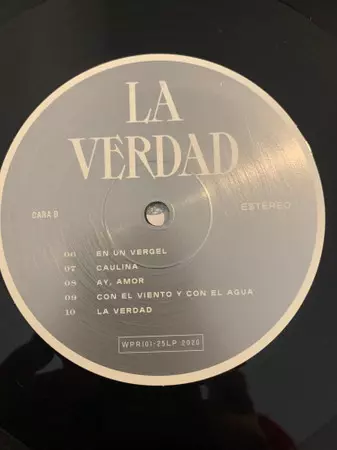 LA
VERDAD
CARA B
ESTÉREO
06 EN UN VERGEL
07 CAULINA
08 AY, AMOR
09 CON EL VIENTO Y CON EL AGUA
10 LA VERDAD
WPR101-25LP 2020